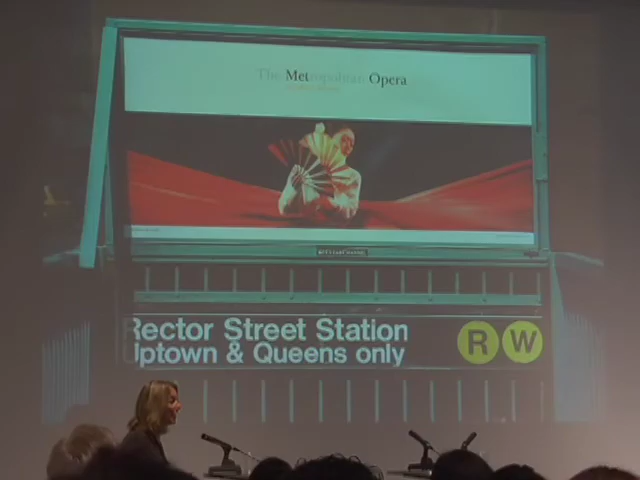 The Metropolitan Opera
Rector Street Station
Uptown & Queens only
R W